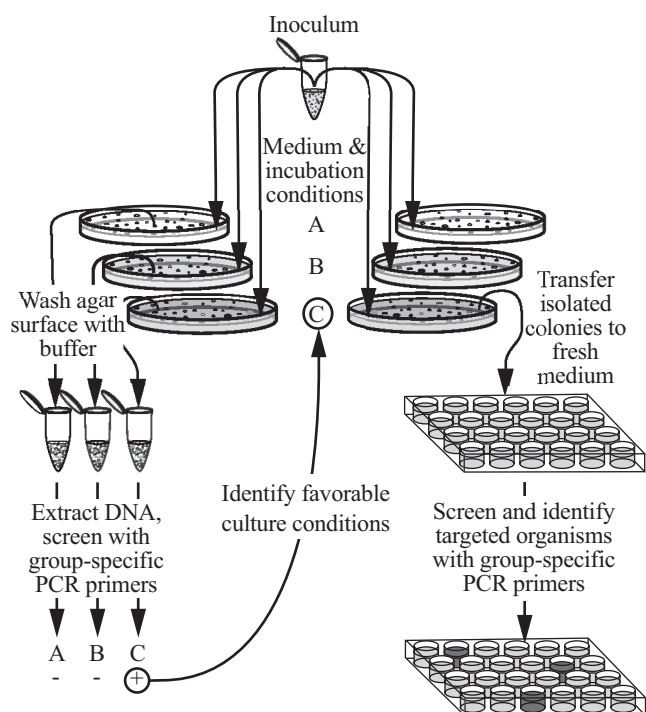 Inoculum
Medium &
incubation
conditions
A
B
C
Wash agar
surface with
buffer
Transfer
isolated
colonies to
fresh
medium
Extract DNA,
screen with
group-specific
PCR primers
Identify favorable
culture conditions
Screen and identify
targeted organisms
with group-specific
PCR primers
A B C
- - +